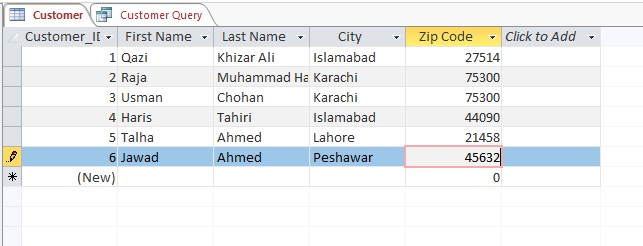 Customer Customer Query
Customer_ID First Name Last Name City Zip Code Click to Add
1 Qazi Khizar Ali Islamabad 27514
2 Raja Muhammad Ha Karachi 75300
3 Usman Chohan Karachi 75300
4 Haris Tahiri Islamabad 44090
5 Talha Ahmed Lahore 21458
6 Jawad Ahmed Peshawar 45632
(New) 0